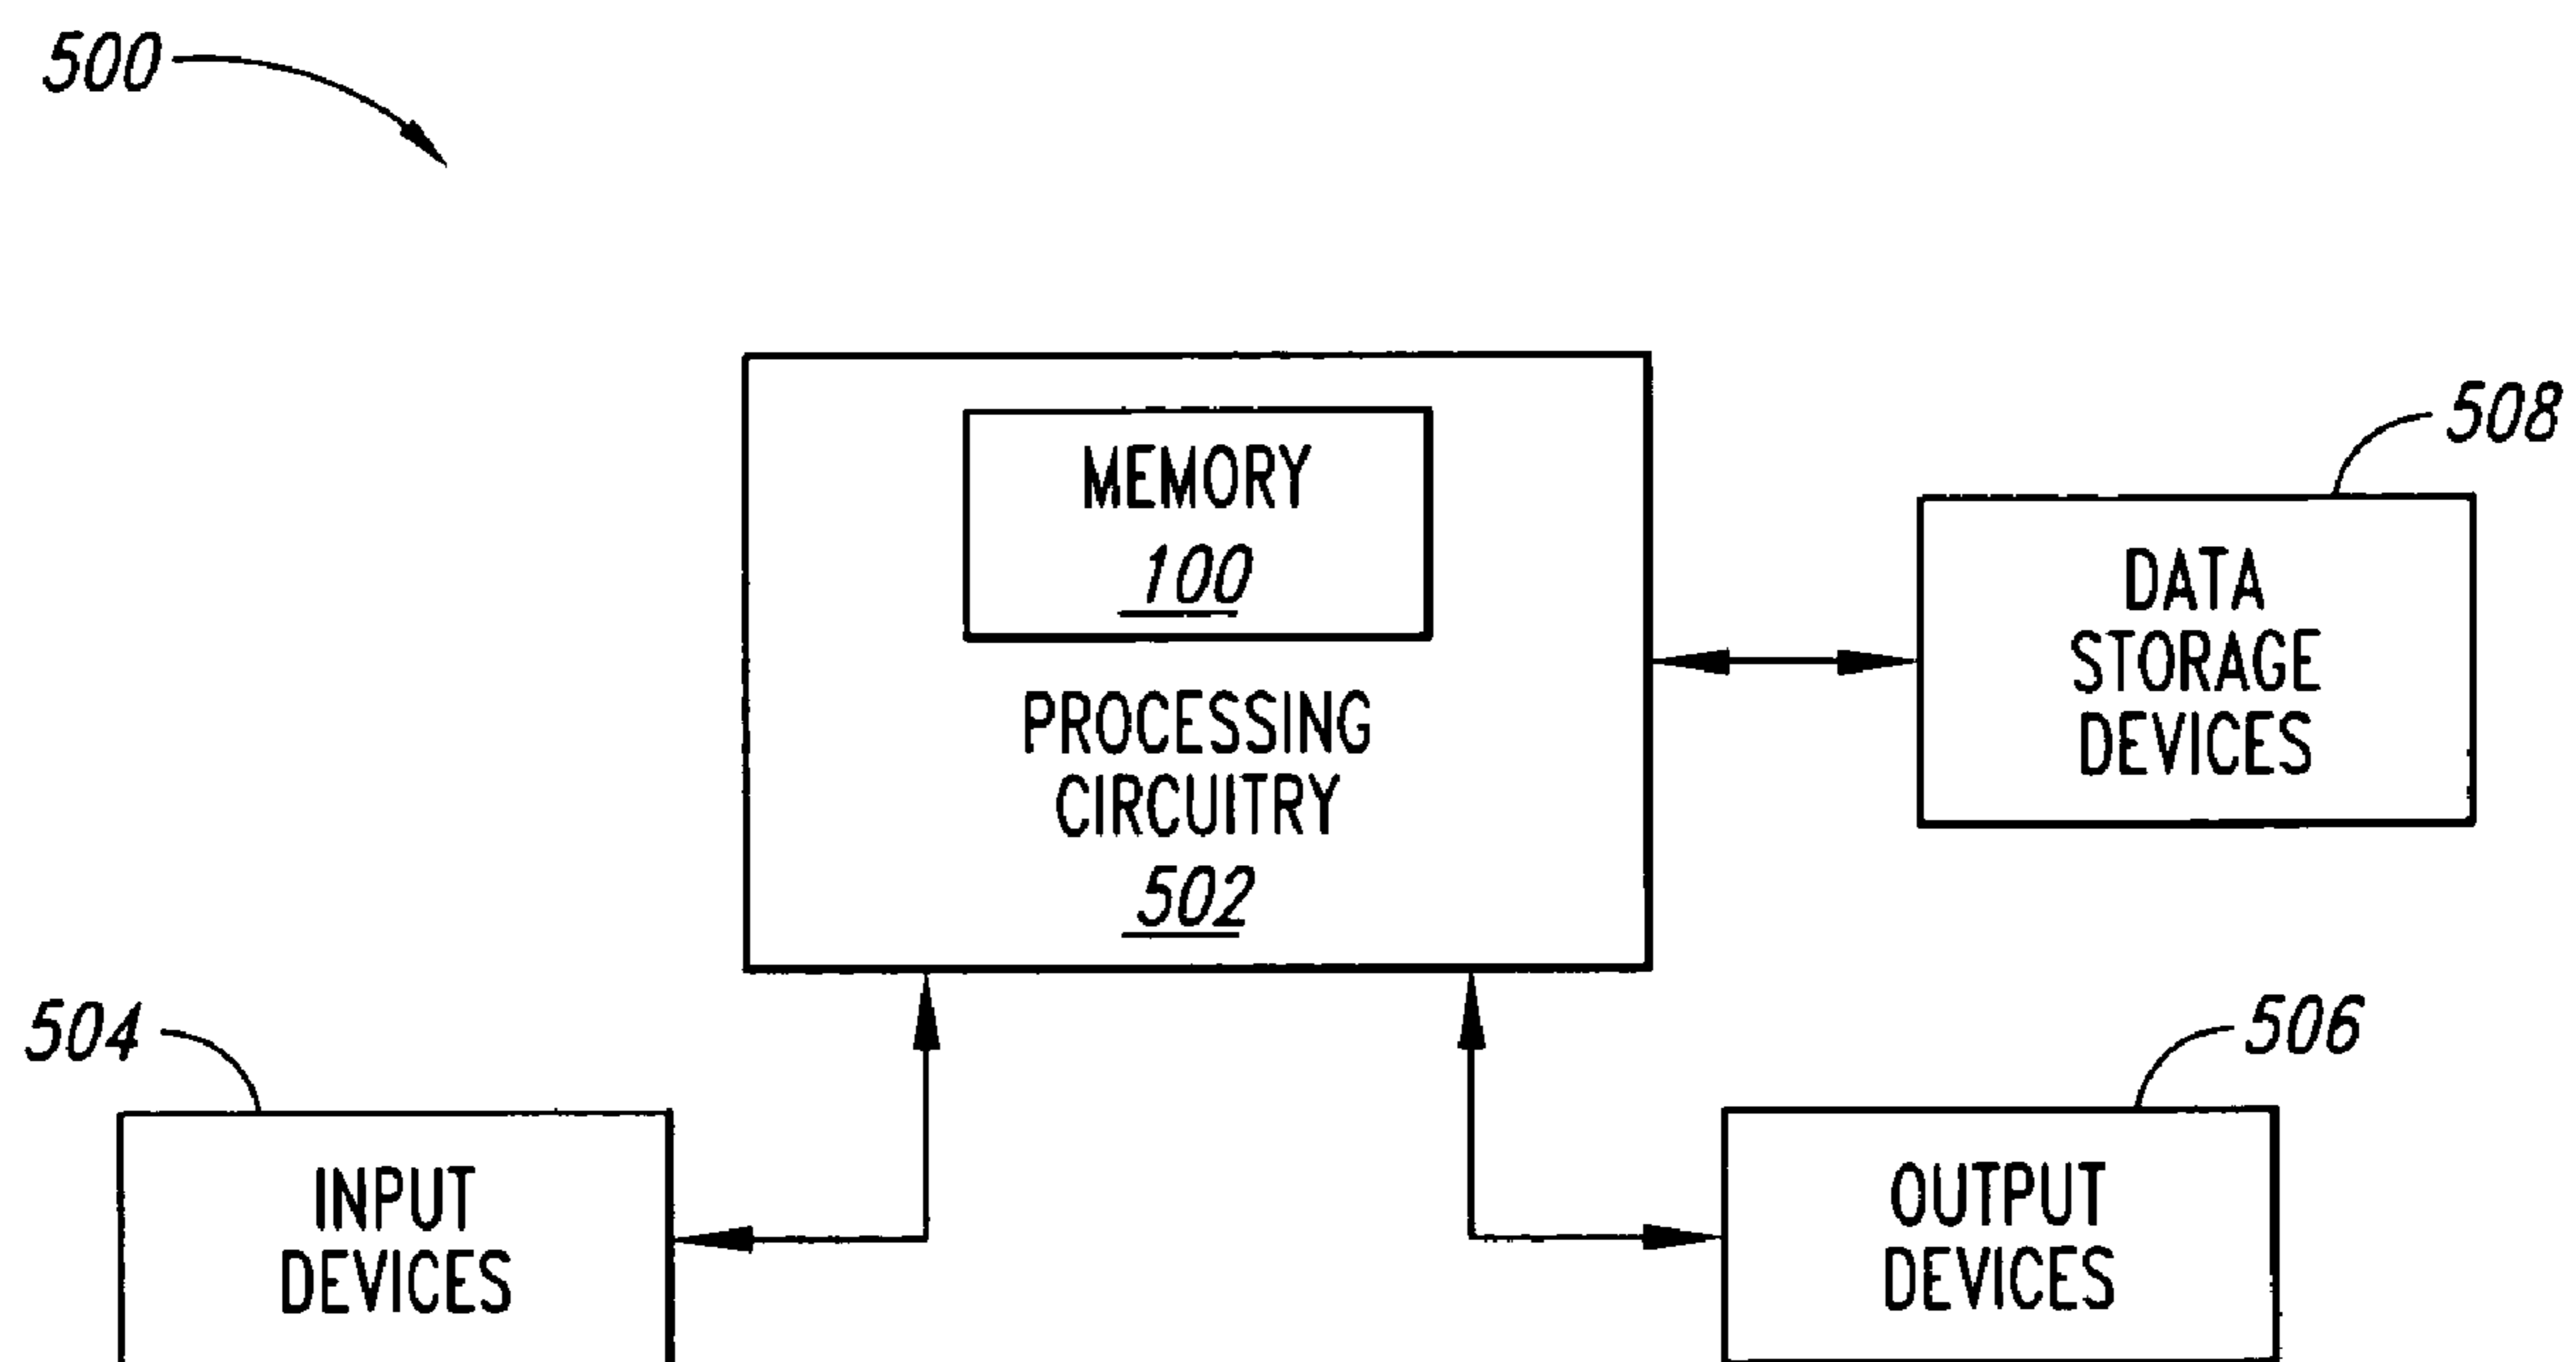 500
MEMORY
100
508
DATA
STORAGE
DEVICES
PROCESSING
CIRCUITRY
502
504
INPUT
DEVICES
506
OUTPUT
DEVICES